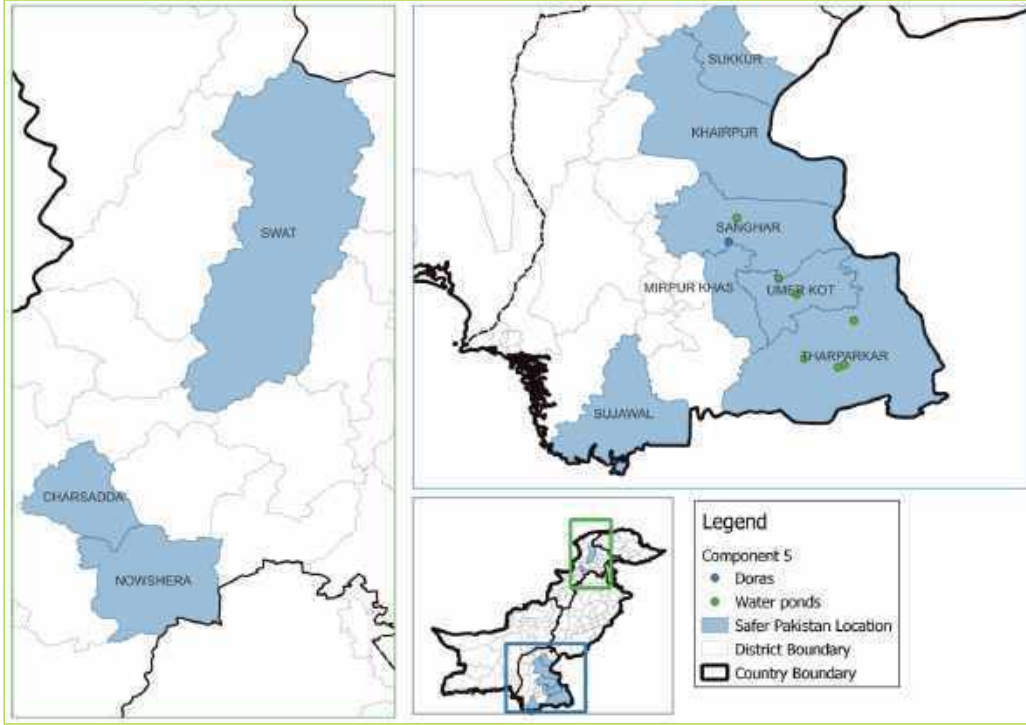 SWAT
CHARSADDA
NOWSHERA
SUKKUR
KHAIRPUR
SANGHAR
MIRPUR KHAS
UMER KOT
THARPARKAR
SUJAWAL
Legend
Component 5
Doras
Water ponds
Safer Pakistan Location
District Boundary
Country Boundary